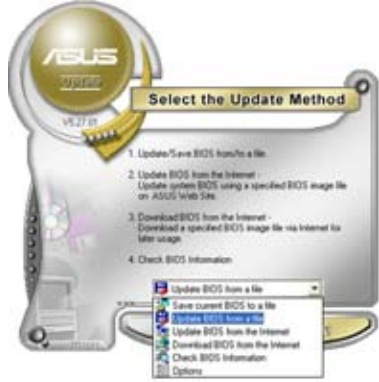 ASUS
Update
Select the Update Method
1. Update/Save BIOS from/to a file.
2. Update BIOS from the Internet -
Update system BIOS using a specified BIOS image file
on ASUS Web Site.
3. Download BIOS from the Internet -
Download a specified BIOS image file via Internet for
later usage.
4. Check BIOS Information
Update BIOS from a file
Save current BIOS to a file
Update BIOS from a file
Update BIOS from the Internet
Download BIOS from the Internet
Check BIOS Information
Options